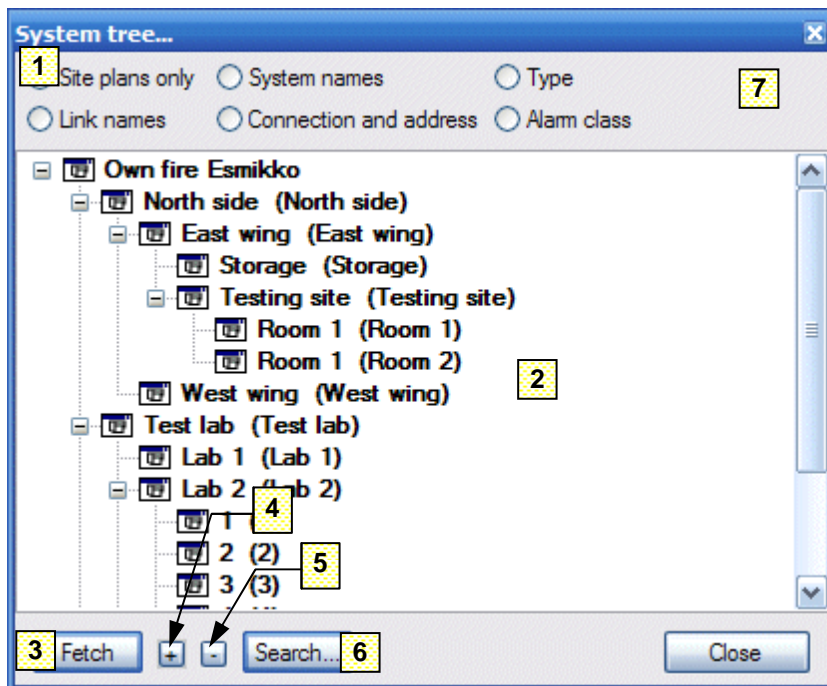 System tree...
1 Site plans only System names Type 7
Link names Connection and address Alarm class
Own fire Esmikko
North side (North side)
East wing (East wing)
Storage (Storage)
Testing site (Testing site)
Room 1 (Room 1)
Room 1 (Room 2)
2
West wing (West wing)
Test lab (Test lab)
Lab 1 (Lab 1)
Lab 2 (Lab 2)
4
1 (
2 (2) 5
3 (3)
3 Fetch + - Search... 6 Close